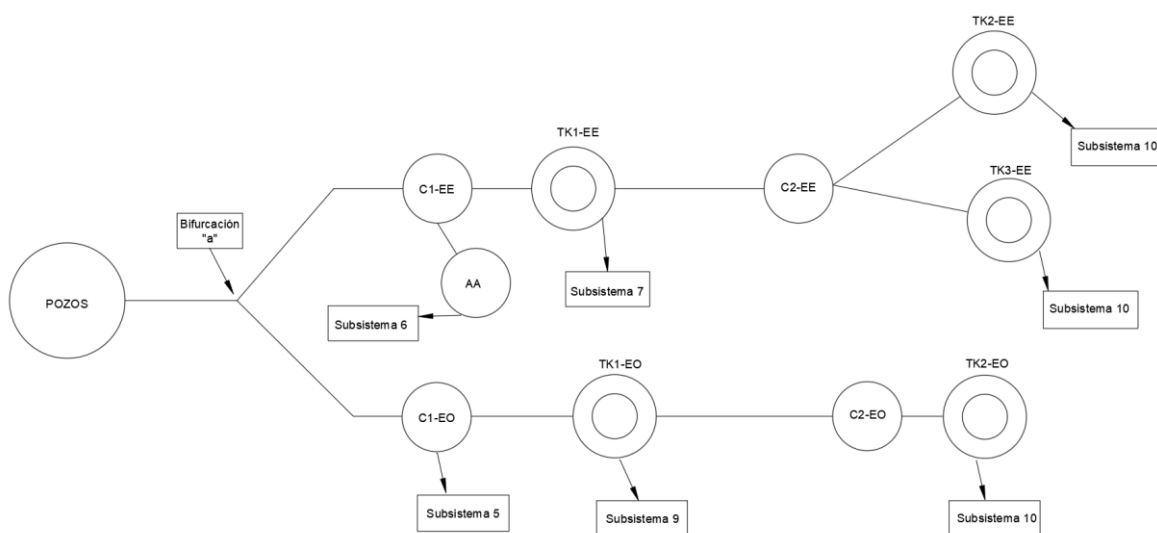 TK2-EE
Subsistema 10
TK1-EE
C1-EE
C2-EE
TK3-EE
Bifurcación
"a"
AA
Subsistema 7
POZOS
Subsistema 6
Subsistema 10
TK1-EO
TK2-EO
C1-EO
C2-EO
Subsistema 5
Subsistema 9
Subsistema 10